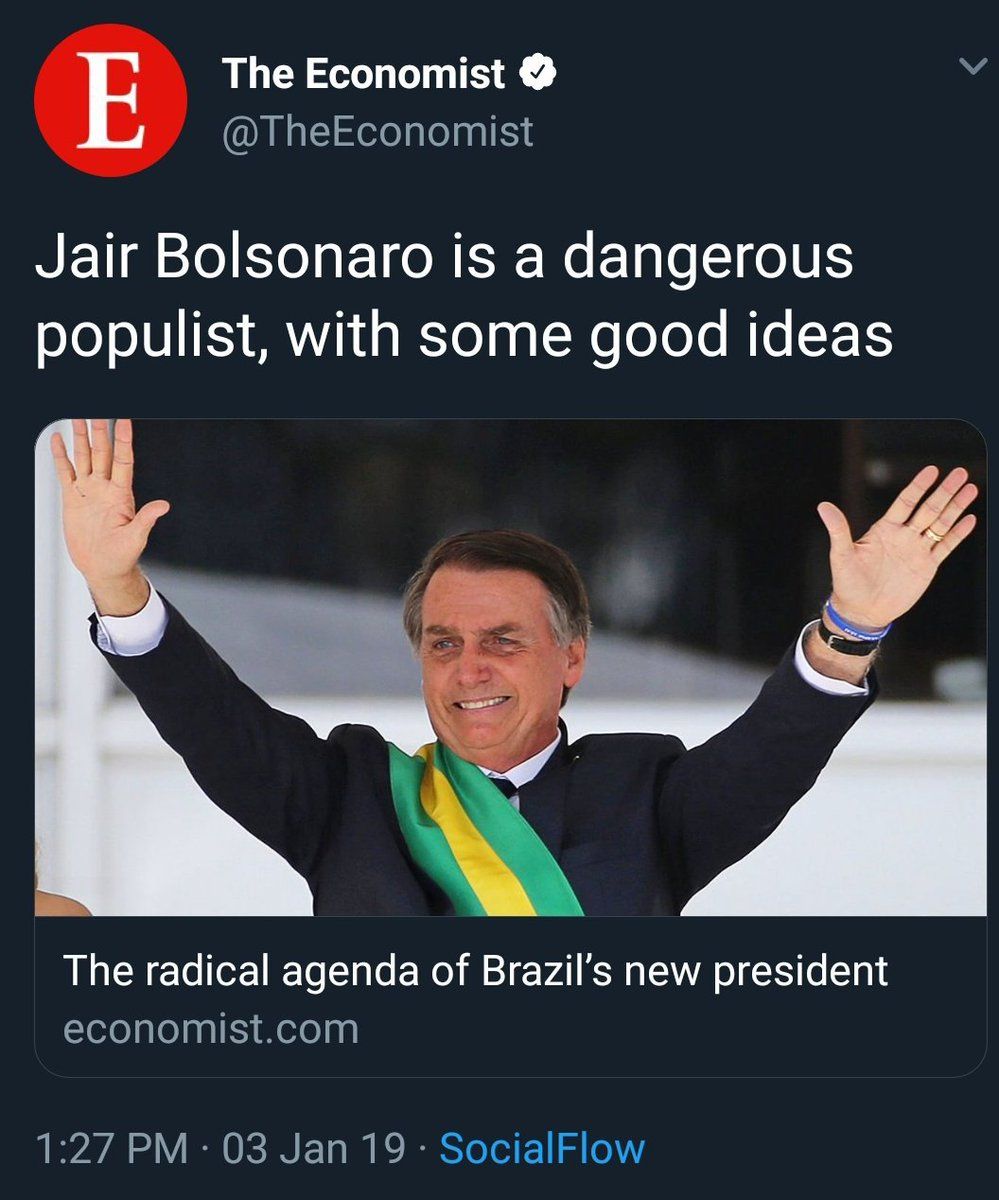 E
The Economist
@TheEconomist
Jair Bolsonaro is a dangerous
populist, with some good ideas
The radical agenda of Brazil’s new president
economist.com
1:27 PM · 03 Jan 19 · SocialFlow